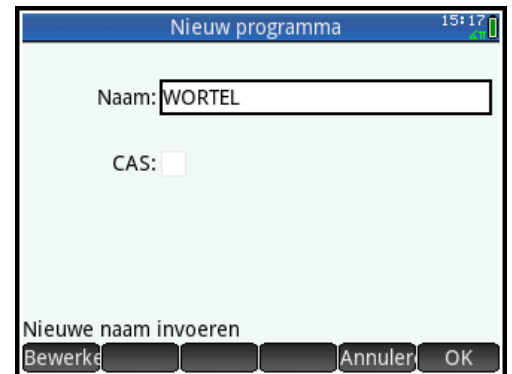 Nieuw programma 15:17
∠π
Naam: WORTEL
CAS:
Nieuwe naam invoeren
Bewerke Annuler OK